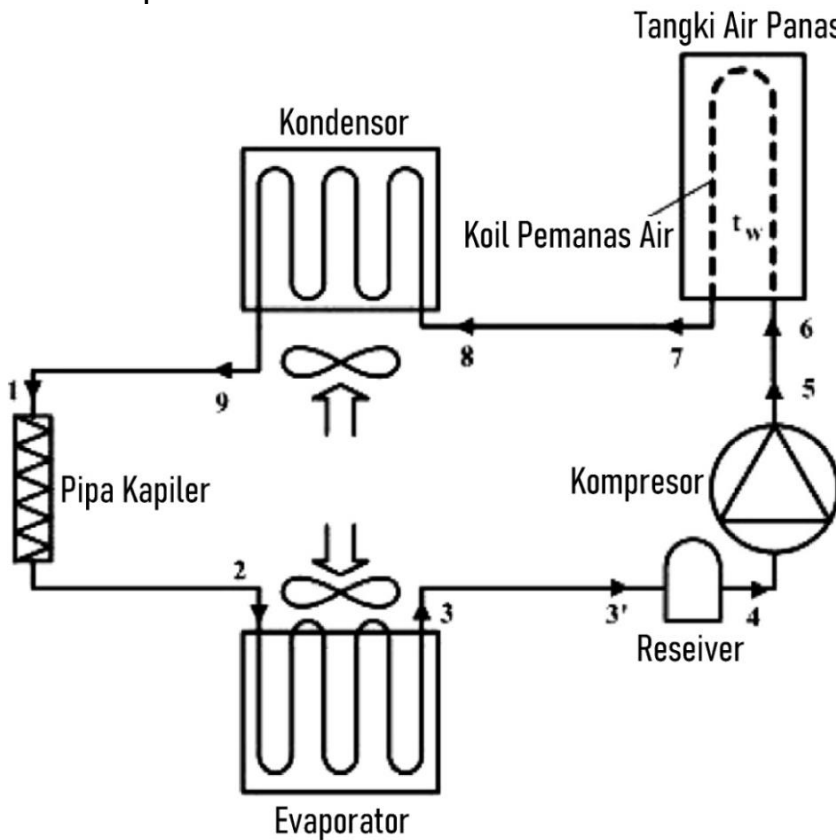 Tangki Air Panas
Kondensor
Koil Pemanas Air
t w
6
8
7
1
9
5
Pipa Kapiler
Kompresor
2
3
3'
4
Reseiver
Evaporator